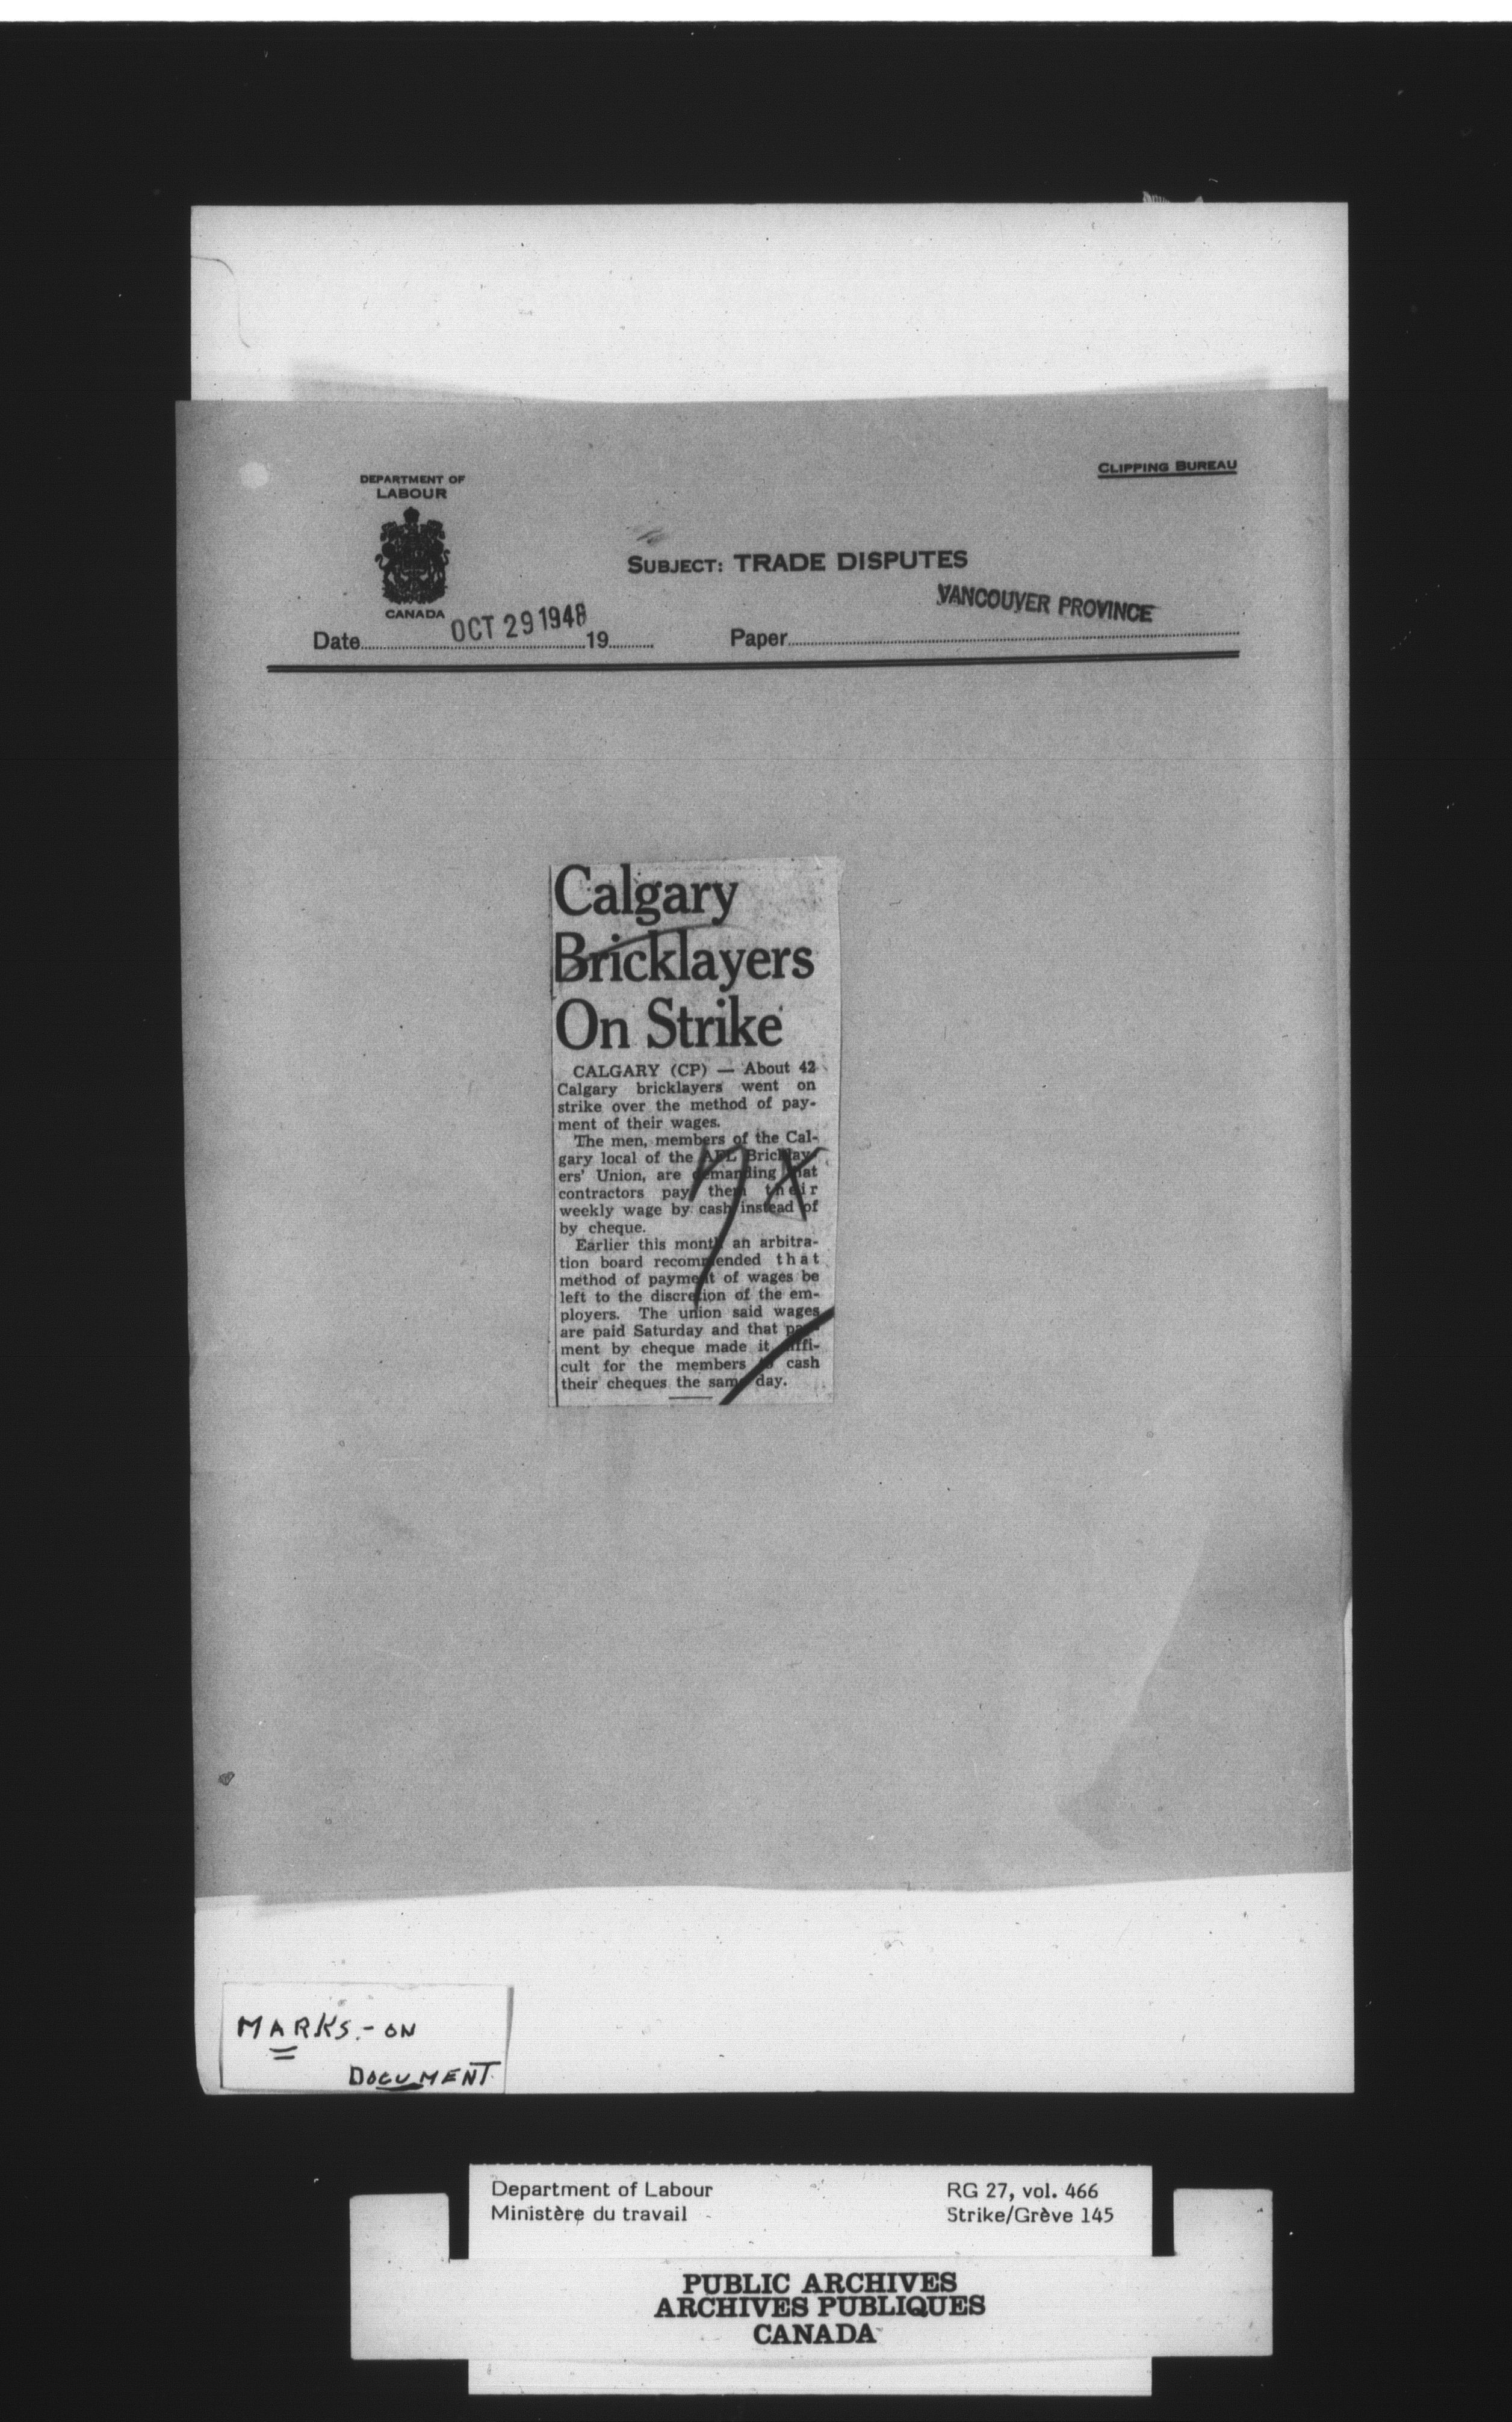 DEPARTMENT OF
LABOUR
CANADA
CLIPPING BUREAU
SUBJECT: TRADE DISPUTES
VANCOUVER PROVINCE
Date OCT 29 1948 19
Paper
Calgary
Bricklayers
On Strike
CALGARY (CP) — About 42
Calgary bricklayers went on
strike over the method of pay-
ment of their wages.
The men, members of the Cal-
gary local of the AFL Bricklay-
ers' Union, are demanding that
contractors pay them their
weekly wage by cash instead of
by cheque.
Earlier this month an arbitra-
tion board recommended that
method of payment of wages be
left to the discretion of the em-
ployers. The union said wages
are paid Saturday and that pay-
ment by cheque made it diffi-
cult for the members to cash
their cheques the same day.
MARKS.- ON
DOCUMENT
Department of Labour
Ministère du travail
RG 27, vol. 466
Strike/Grève 145
PUBLIC ARCHIVES
ARCHIVES PUBLIQUES
CANADA